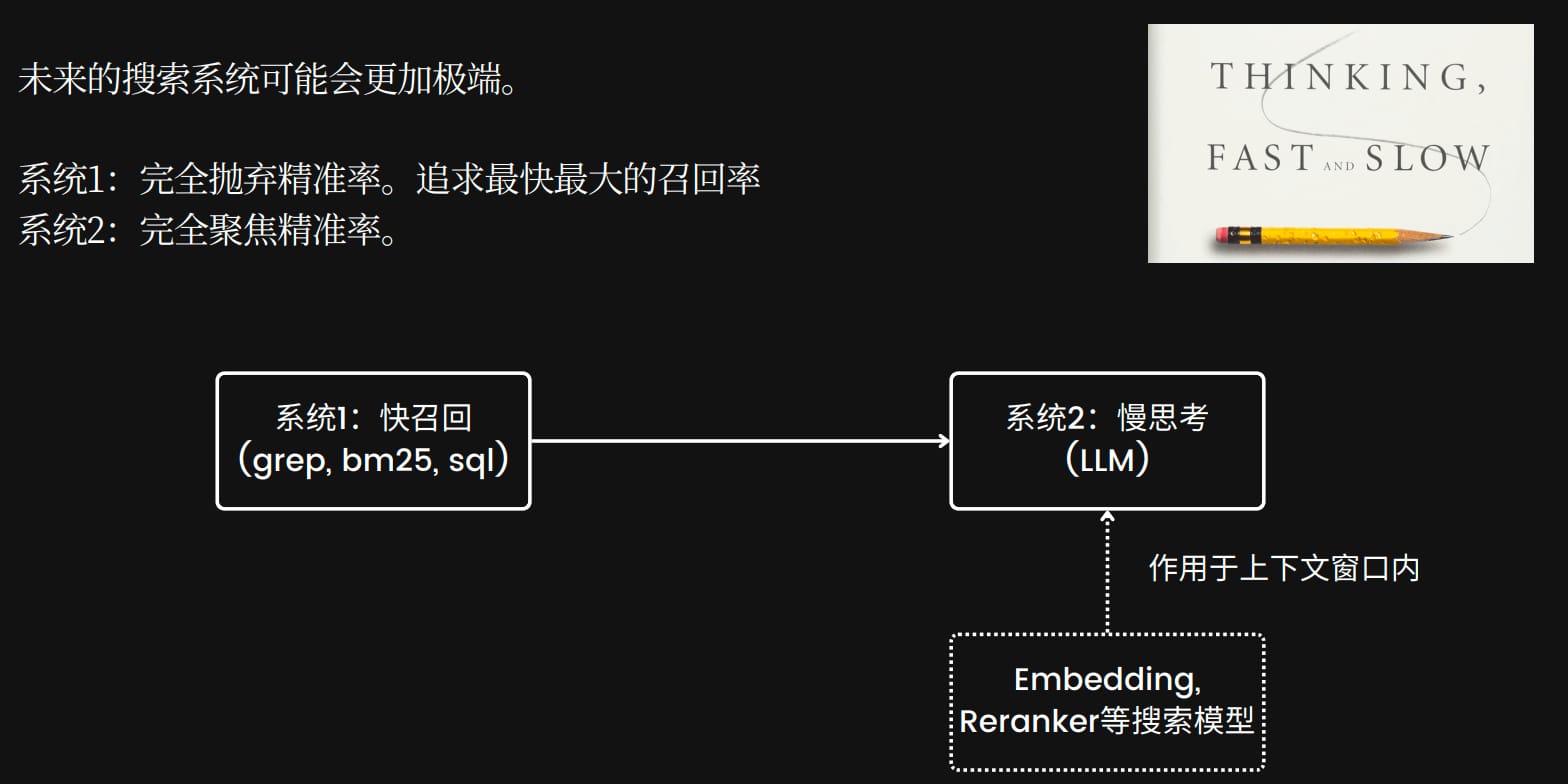 未来的搜索系统可能会更加极端。
系统1：完全抛弃精准率。追求最快最大的召回率
系统2：完全聚焦精准率。
THINKING,
FAST AND SLOW
系统1：快召回
(grep, bm25, sql)
系统2：慢思考
(LLM)
作用于上下文窗口内
Embedding,
Reranker等搜索模型